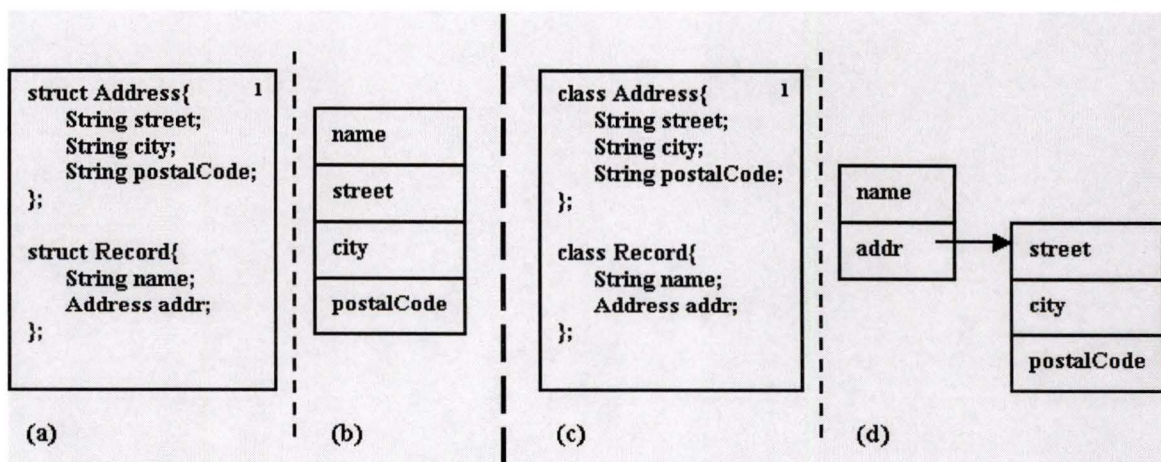 struct Address{ 1
String street;
String city;
String postalCode;
};
struct Record{
String name;
Address addr;
};
(a)
name
street
city
postalCode
(b)
class Address{ 1
String street;
String city;
String postalCode;
};
class Record{
String name;
Address addr;
};
(c)
name
addr
street
city
postalCode
(d)